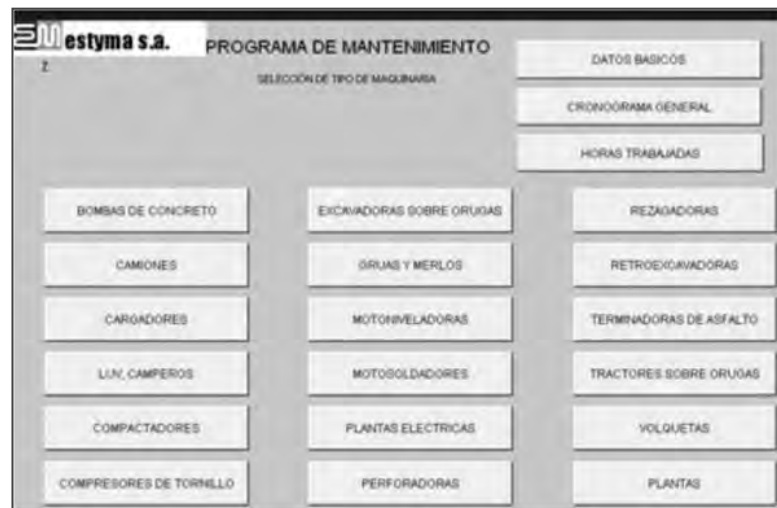 EM estyma s.a.
PROGRAMA DE MANTENIMIENTO
2
SELECCIÓN DE TIPO DE MAQUINARIA
DATOS BASICOS
CRONOGRAMA GENERAL
HORAS TRABAJADAS
BOMBAS DE CONCRETO
EXCAVADORAS SOBRE ORUGAS
REZAGADORAS
CAMIONES
GRUAS Y MERLOS
RETROEXCAVADORAS
CARGADORES
MOTONIVELADORAS
TERMINADORAS DE ASFALTO
CAMPEROS
MOTOSOLDADORES
TRACTORES SOBRE ORUGAS
COMPACTADORES
PLANTAS ELECTRICAS
VOLQUETAS
COMPRESORES DE TORNILLO
PERFORADORAS
PLANTAS